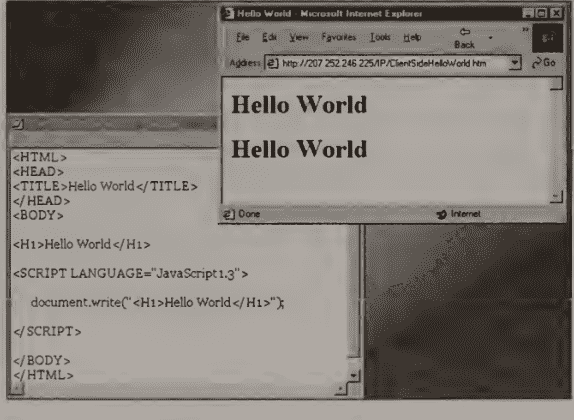 Hello World - Microsoft Internet Explorer
File Edit View Favorites Tools Help
Back
Address http://207.252.246.225/IP/ClientSideHelloWorld.htm Go
Hello World
Hello World
Done Internet
<HTML>
<HEAD>
<TITLE>Hello World</TITLE>
</HEAD>
<BODY>
<H1>Hello World</H1>
<SCRIPT LANGUAGE="JavaScript1.3">
document.write("<H1>Hello World</H1>");
</SCRIPT>
</BODY>
</HTML>